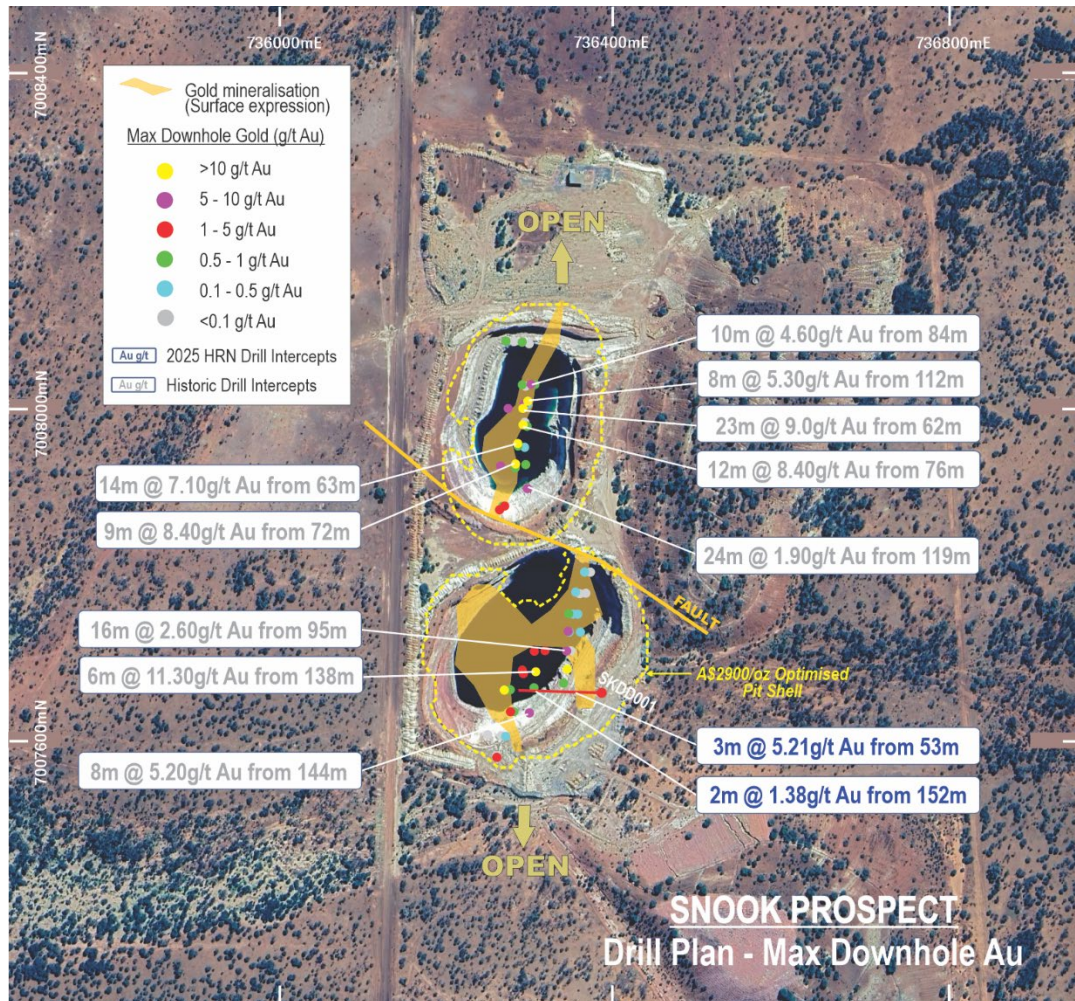 736000mE
736400mE
736800mE
7008400mN
Gold mineralisation
(Surface expression)
Max Downhole Gold (g/t Au)
>10 g/t Au
5 - 10 g/t Au
1 - 5 g/t Au
0.5 - 1 g/t Au
0.1 - 0.5 g/t Au
<0.1 g/t Au
Au g/t 2025 HRN Drill Intercepts
Au g/t Historic Drill Intercepts
OPEN
10m @ 4.60g/t Au from 84m
8m @ 5.30g/t Au from 112m
7008000mN
23m @ 9.0g/t Au from 62m
12m @ 8.40g/t Au from 76m
14m @ 7.10g/t Au from 63m
9m @ 8.40g/t Au from 72m
24m @ 1.90g/t Au from 119m
FAULT
16m @ 2.60g/t Au from 95m
6m @ 11.30g/t Au from 138m
A$2900/oz Optimised
Pit Shell
SKDD001
7007600mN
3m @ 5.21g/t Au from 53m
8m @ 5.20g/t Au from 144m
2m @ 1.38g/t Au from 152m
OPEN
SNOOK PROSPECT
Drill Plan - Max Downhole Au